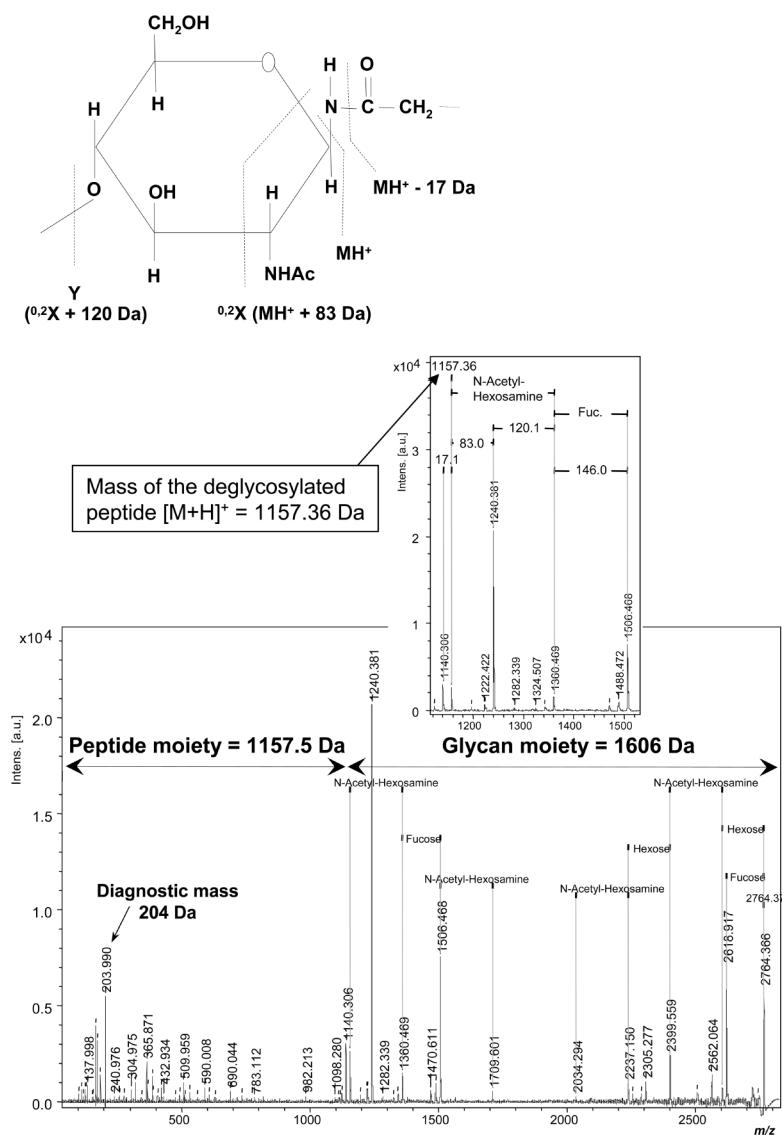 CH2OH
H
O
H
H
N
C
CH2
O
OH
H
H
MH+ - 17 Da
H
NHAc
MH+
Y
(0,2X + 120 Da)
0,2X (MH+ + 83 Da)
x10^4
1157.36
N-Acetyl-
Hexosamine
Fuc.
120.1
83.0
17.1
146.0
Intens. [a.u.]
3
2
1
0
1140.306
1222.422
1240.381
1282.339
1324.507
1360.469
1488.472
1506.468
1200
1300
1400
1500
Mass of the deglycosylated
peptide [M+H]+ = 1157.36 Da
x10^4
Intens. [a.u.]
2.0
1.5
1.0
0.5
0.0
1240.381
Peptide moiety = 1157.5 Da
Glycan moiety = 1606 Da
N-Acetyl-Hexosamine
N-Acetyl-Hexosamine
Fucose
Hexose
Hexose
N-Acetyl-Hexosamine
N-Acetyl-Hexosamine
Fucose
Diagnostic mass
204 Da
2764.37
137.998
203.990
240.976
304.975
365.871
432.934
509.959
590.008
690.044
783.112
982.213
1098.280
1140.306
1282.339
1360.469
1470.611
1506.468
1709.601
2034.294
2237.150
2305.277
2399.559
2562.064
2618.917
2764.366
500
1000
1500
2000
2500
m/z